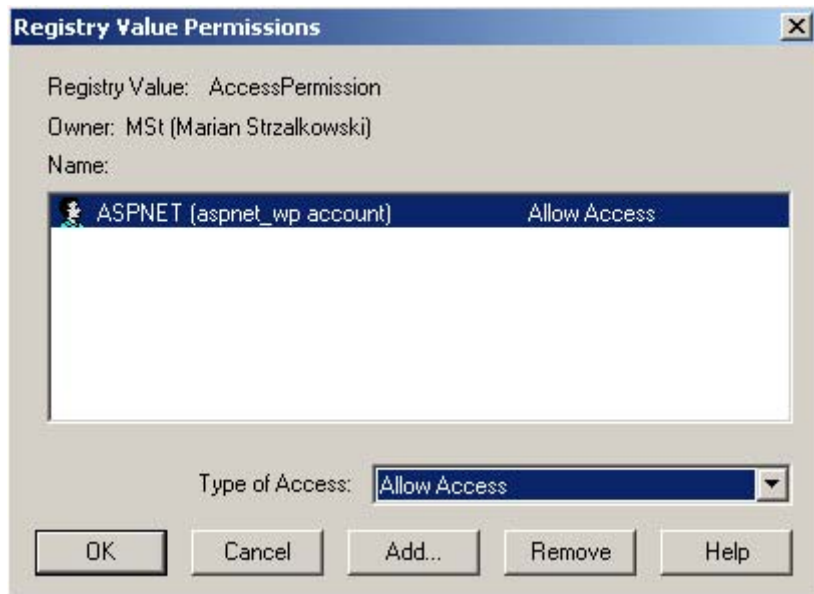 Registry Value Permissions
Registry Value: AccessPermission
Owner: MSt (Marian Strzalkowski)
Name:
ASPNET (aspnet_wp account) Allow Access
Type of Access: Allow Access
OK Cancel Add... Remove Help